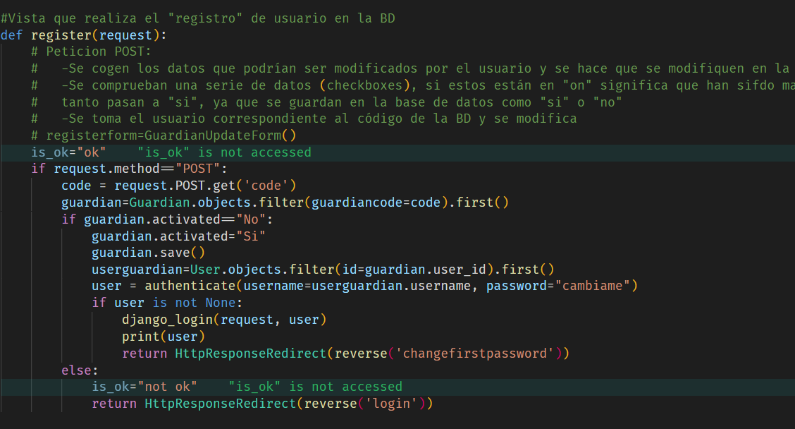 #Vista que realiza el "registro" de usuario en la BD
def register(request):
# Peticion POST:
#   -Se cogen los datos que podrian ser modificados por el usuario y se hace que se modifiquen en la
#   -Se comprueban una serie de datos (checkboxes), si estos están en "on" significa que han sifdo ma
#   tanto pasan a "si", ya que se guardan en la base de datos como "si" o "no"
#   -Se toma el usuario correspondiente al código de la BD y se modifica
# registerform=GuardianUpdateForm()
is_ok="ok"    "is_ok" is not accessed
if request.method=="POST":
code = request.POST.get('code')
guardian=Guardian.objects.filter(guardiancode=code).first()
if guardian.activated=="No":
guardian.activated="Si"
guardian.save()
userguardian=User.objects.filter(id=guardian.user_id).first()
user = authenticate(username=userguardian.username, password="cambiame")
if user is not None:
django_login(request, user)
print(user)
return HttpResponseRedirect(reverse('changefirstpassword'))
else:
is_ok="not ok"    "is_ok" is not accessed
return HttpResponseRedirect(reverse('login'))